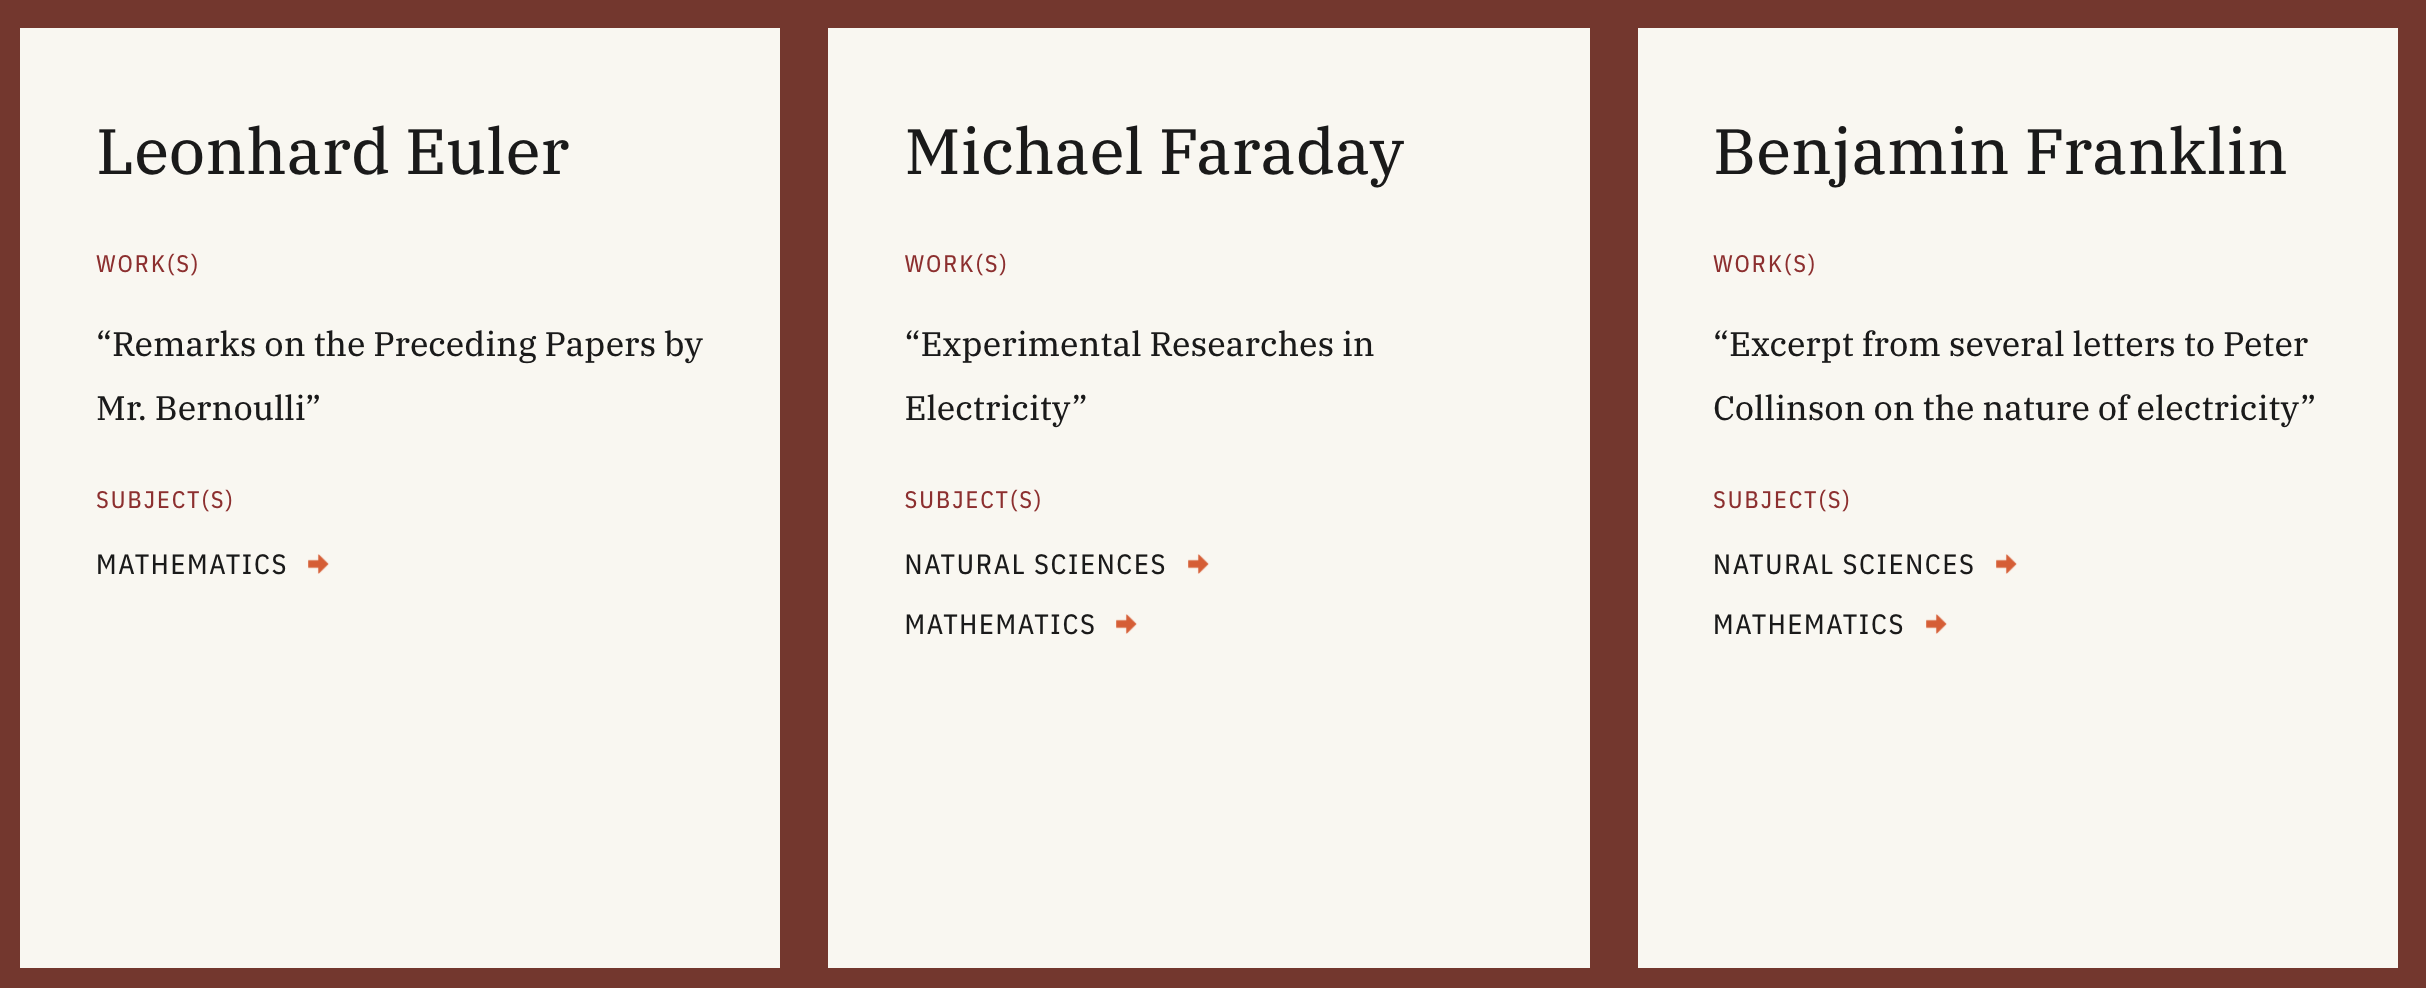 Leonhard Euler
WORK(S)
“Remarks on the Preceding Papers by
Mr. Bernoulli”
SUBJECT(S)
MATHEMATICS
Michael Faraday
WORK(S)
“Experimental Researches in
Electricity”
SUBJECT(S)
NATURAL SCIENCES
MATHEMATICS
Benjamin Franklin
WORK(S)
“Excerpt from several letters to Peter
Collinson on the nature of electricity”
SUBJECT(S)
NATURAL SCIENCES
MATHEMATICS